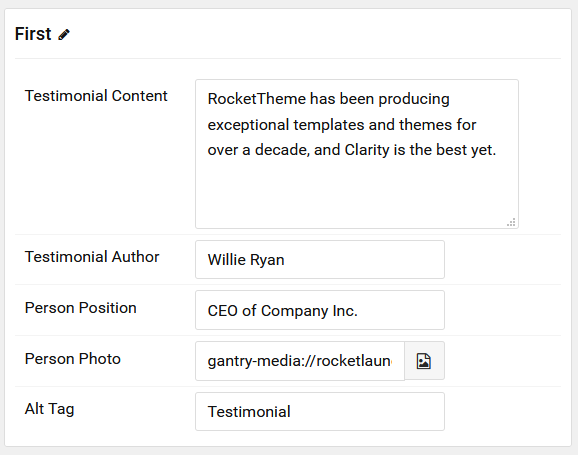 First
Testimonial Content
RocketTheme has been producing
exceptional templates and themes for
over a decade, and Clarity is the best yet.
Testimonial Author
Willie Ryan
Person Position
CEO of Company Inc.
Person Photo
gantry-media://rocketlaun
Alt Tag
Testimonial